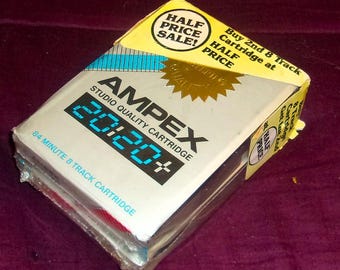 HALF
PRICE
SALE!
Buy 2nd 8 Track
Cartridge at
HALF
PRICE
AMPEX
STUDIO QUALITY CARTRIDGE
20:20+
84 MINUTE 8 TRACK CARTRIDGE